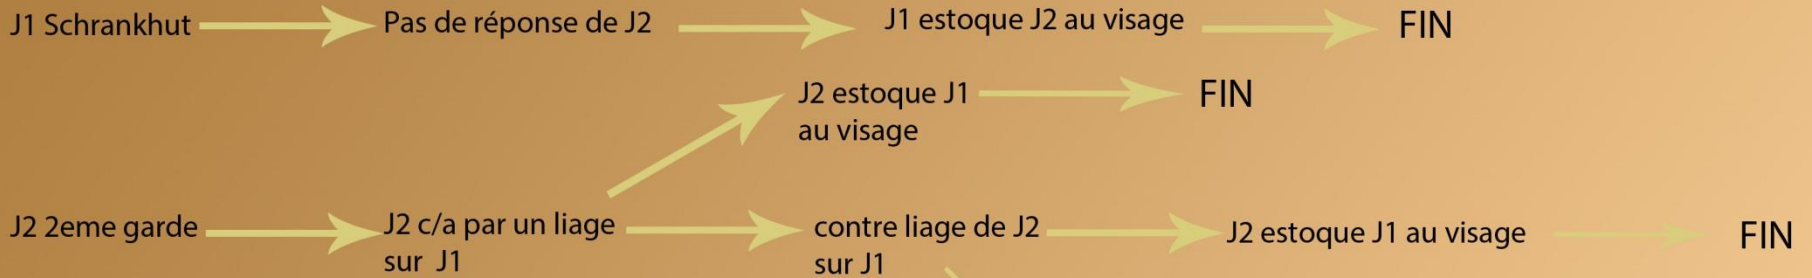 J1 Schrankhut Pas de réponse de J2 J1 estoque J2 au visage FIN
J2 estoque J1 FIN
au visage
J2 2eme garde J2 c/a par un liage contre liage de J2 J2 estoque J1 au visage FIN
sur J1 sur J1